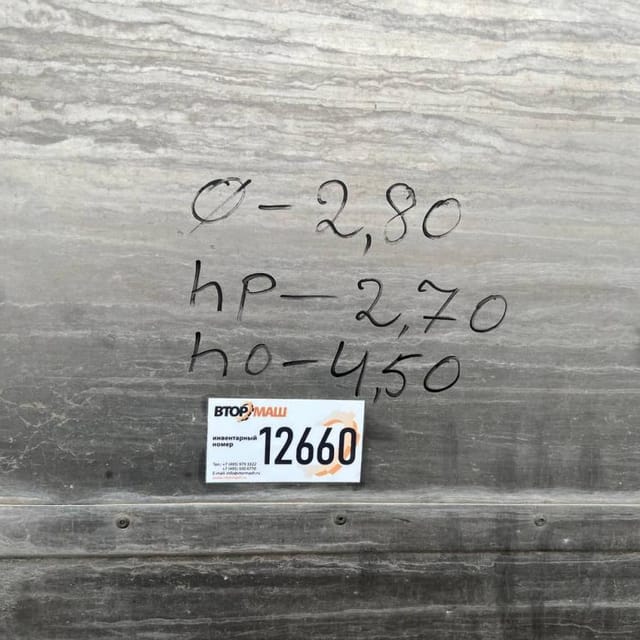 Ø-2,80
hp-2,70
ho-4,50
ВТОРМАШ
инвентарный
номер
12660